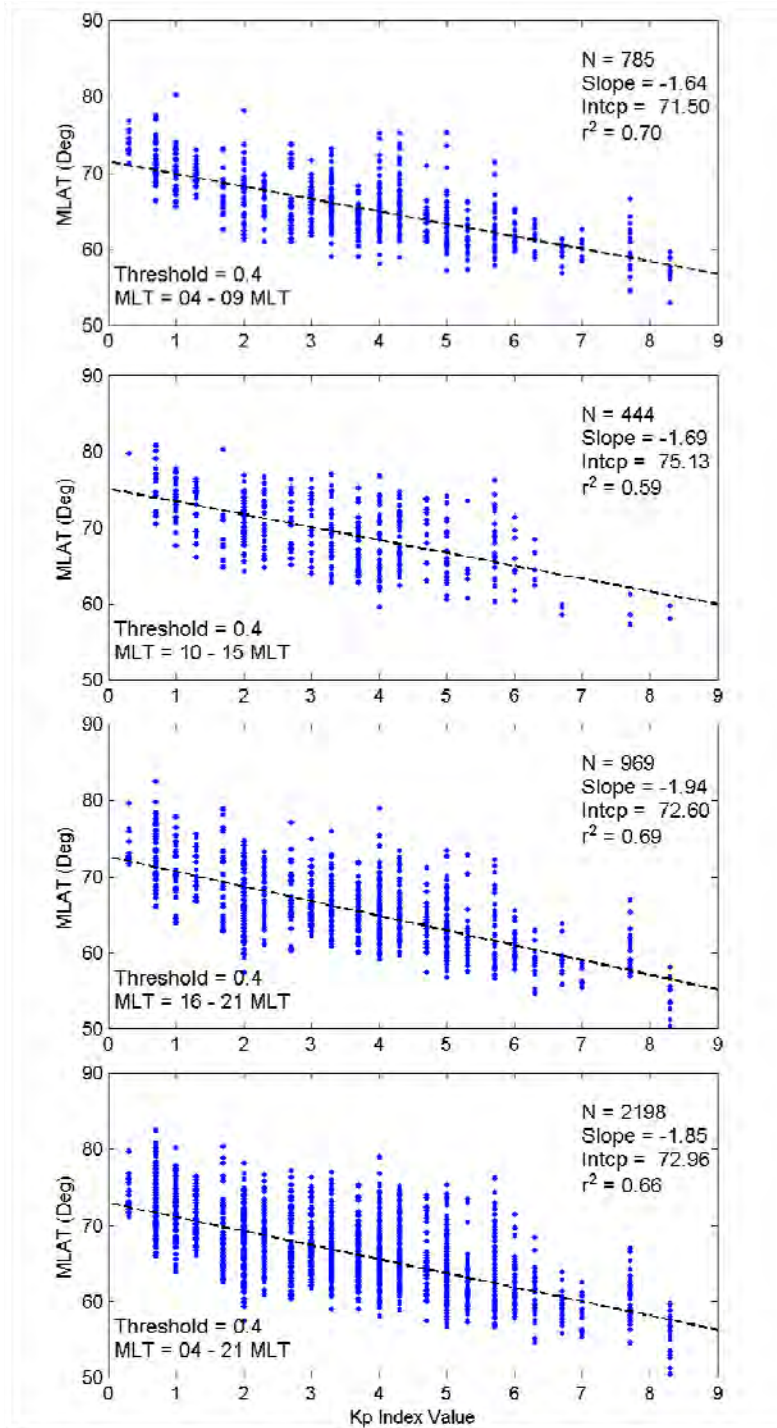 90
80
70
60
50
MLAT (Deg)
N = 785
Slope = -1.64
Intcp = 71.50
r² = 0.70
Threshold = 0.4
MLT = 04 - 09 MLT
0 1 2 3 4 5 6 7 8 9
90
80
70
60
50
MLAT (Deg)
N = 444
Slope = -1.69
Intcp = 75.13
r² = 0.59
Threshold = 0.4
MLT = 10 - 15 MLT
0 1 2 3 4 5 6 7 8 9
90
80
70
60
50
MLAT (Deg)
N = 969
Slope = -1.94
Intcp = 72.60
r² = 0.69
Threshold = 0.4
MLT = 16 - 21 MLT
0 1 2 3 4 5 6 7 8 9
90
80
70
60
50
MLAT (Deg)
N = 2198
Slope = -1.85
Intcp = 72.96
r² = 0.66
Threshold = 0.4
MLT = 04 - 21 MLT
0 1 2 3 4 5 6 7 8 9
Kp Index Value